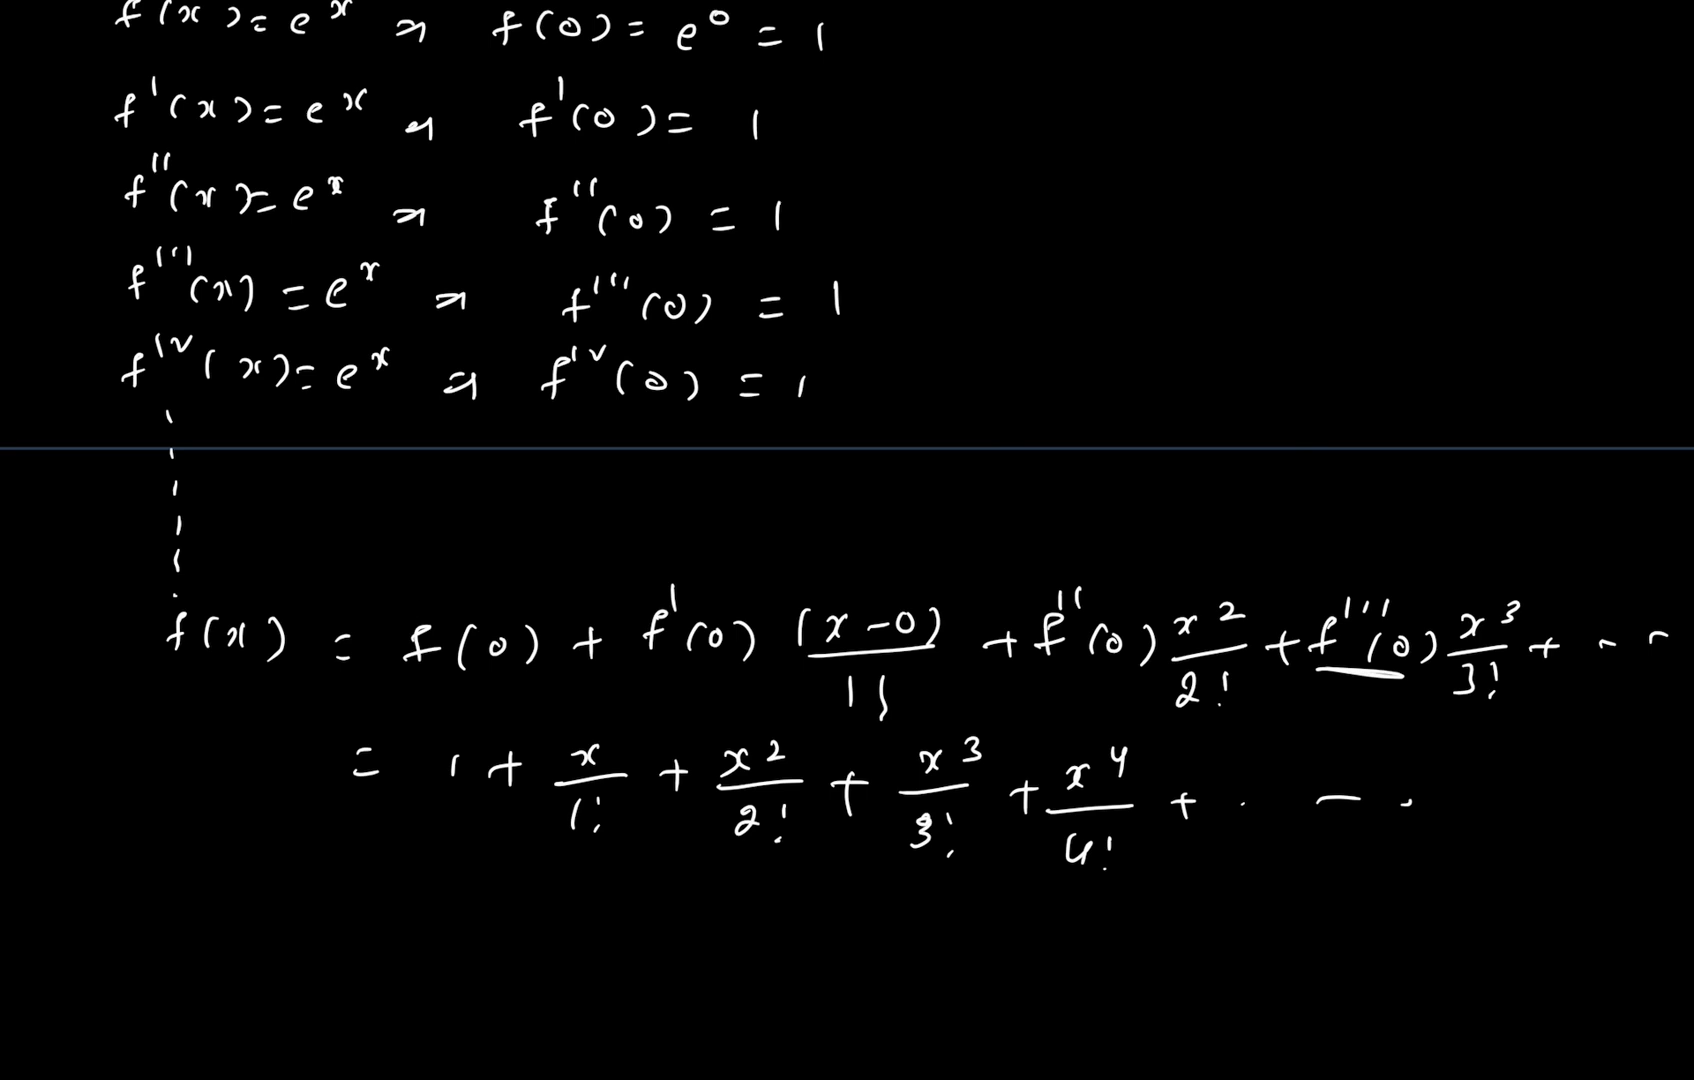 f(x) = e^x ⇒ f(0) = e^0 = 1
f'(x) = e^x ⇒ f'(0) = 1
f''(x) = e^x ⇒ f''(0) = 1
f'''(x) = e^x ⇒ f'''(0) = 1
f^IV(x) = e^x ⇒ f^IV(0) = 1
f(x) = f(0) + f'(0) (x-0)/1! + f''(0) x^2/2! + f'''(0) x^3/3! + - -
= 1 + x/1! + x^2/2! + x^3/3! + x^4/4! + . - .